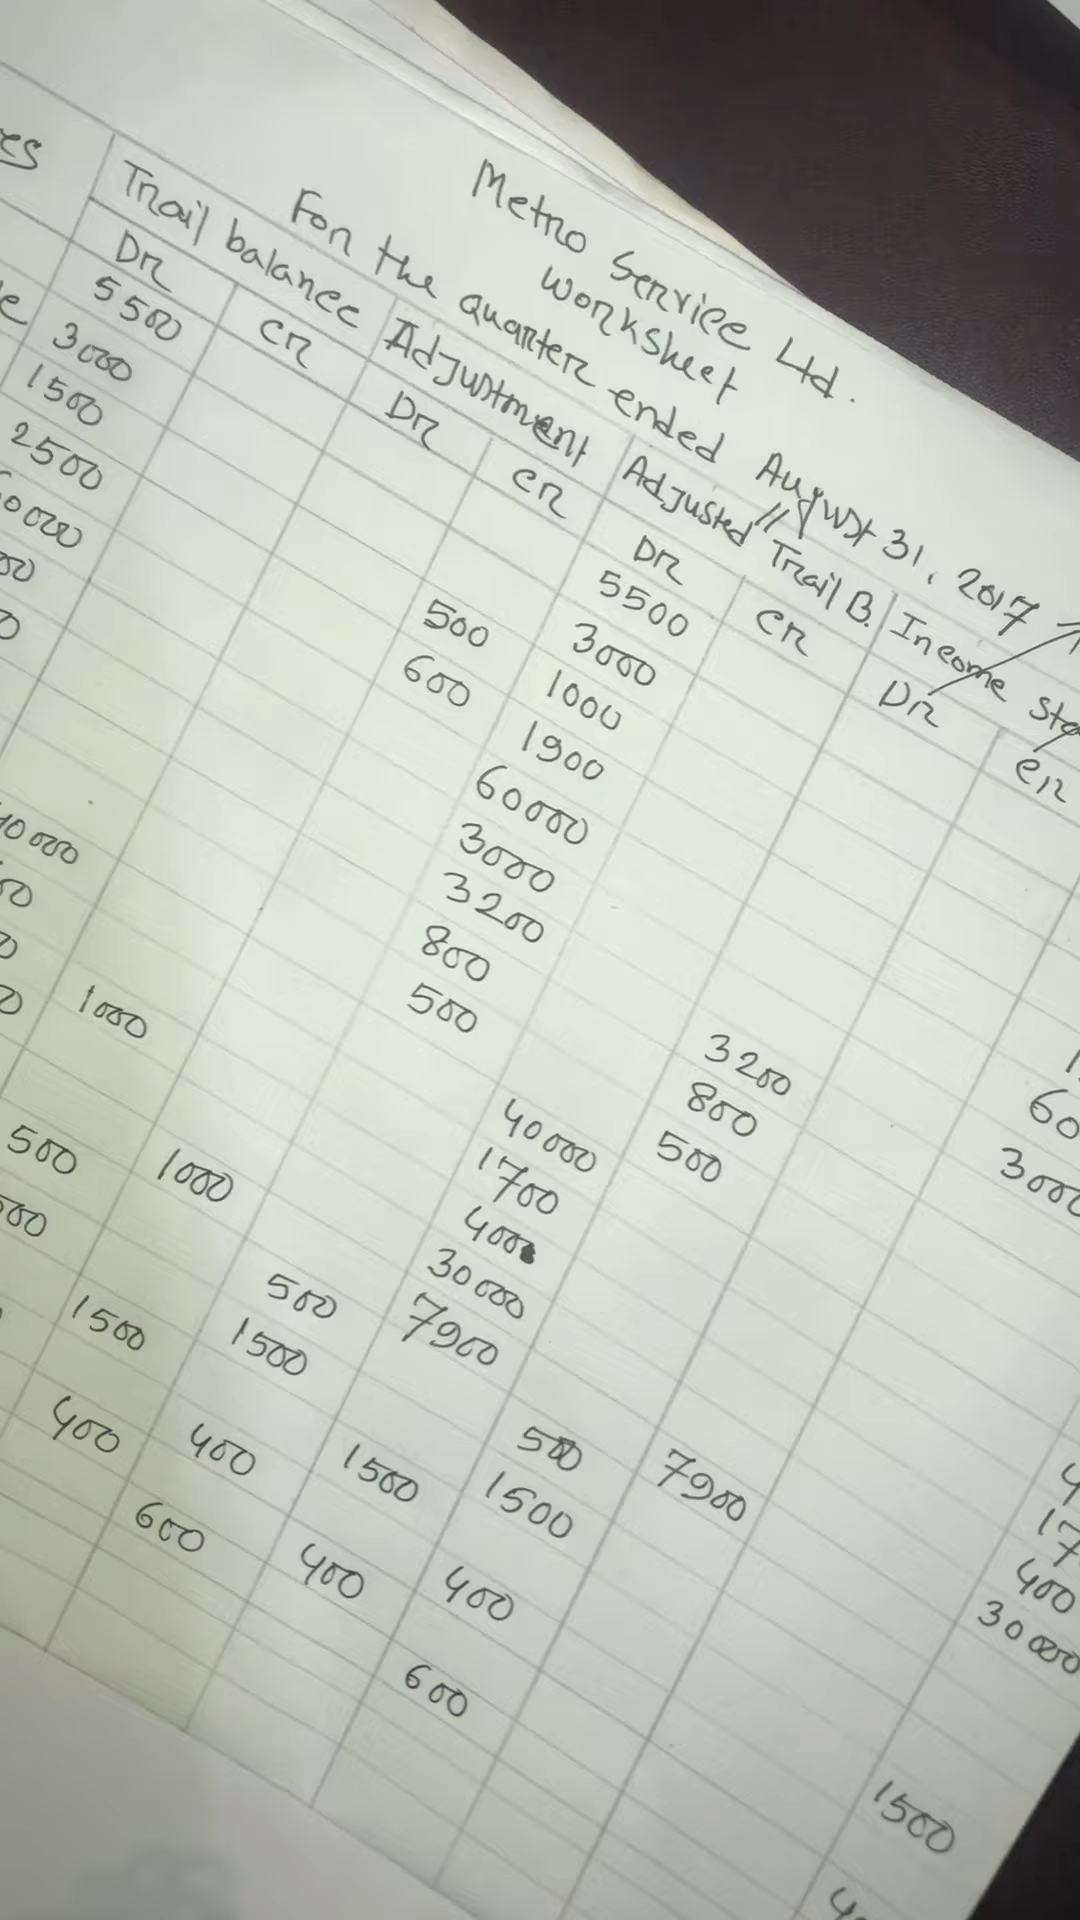 Metro Service Ltd.
Worksheet
For the quarter ended August 31, 2017
Trail balance Adjustment Adjusted Trail B. Income Sta
DR CR DR CR DR CR DR CR
5500 5500
3000 3000
1500 500 1000
2500 600 1900
60000
3000
3200 3200
800 800
500 500
40000
1700
400
1000 30000 30000
500 1000 7900 7900
500 500
1500 1500 1500
400 400 1500 400
600 400 600
3000
400
1500